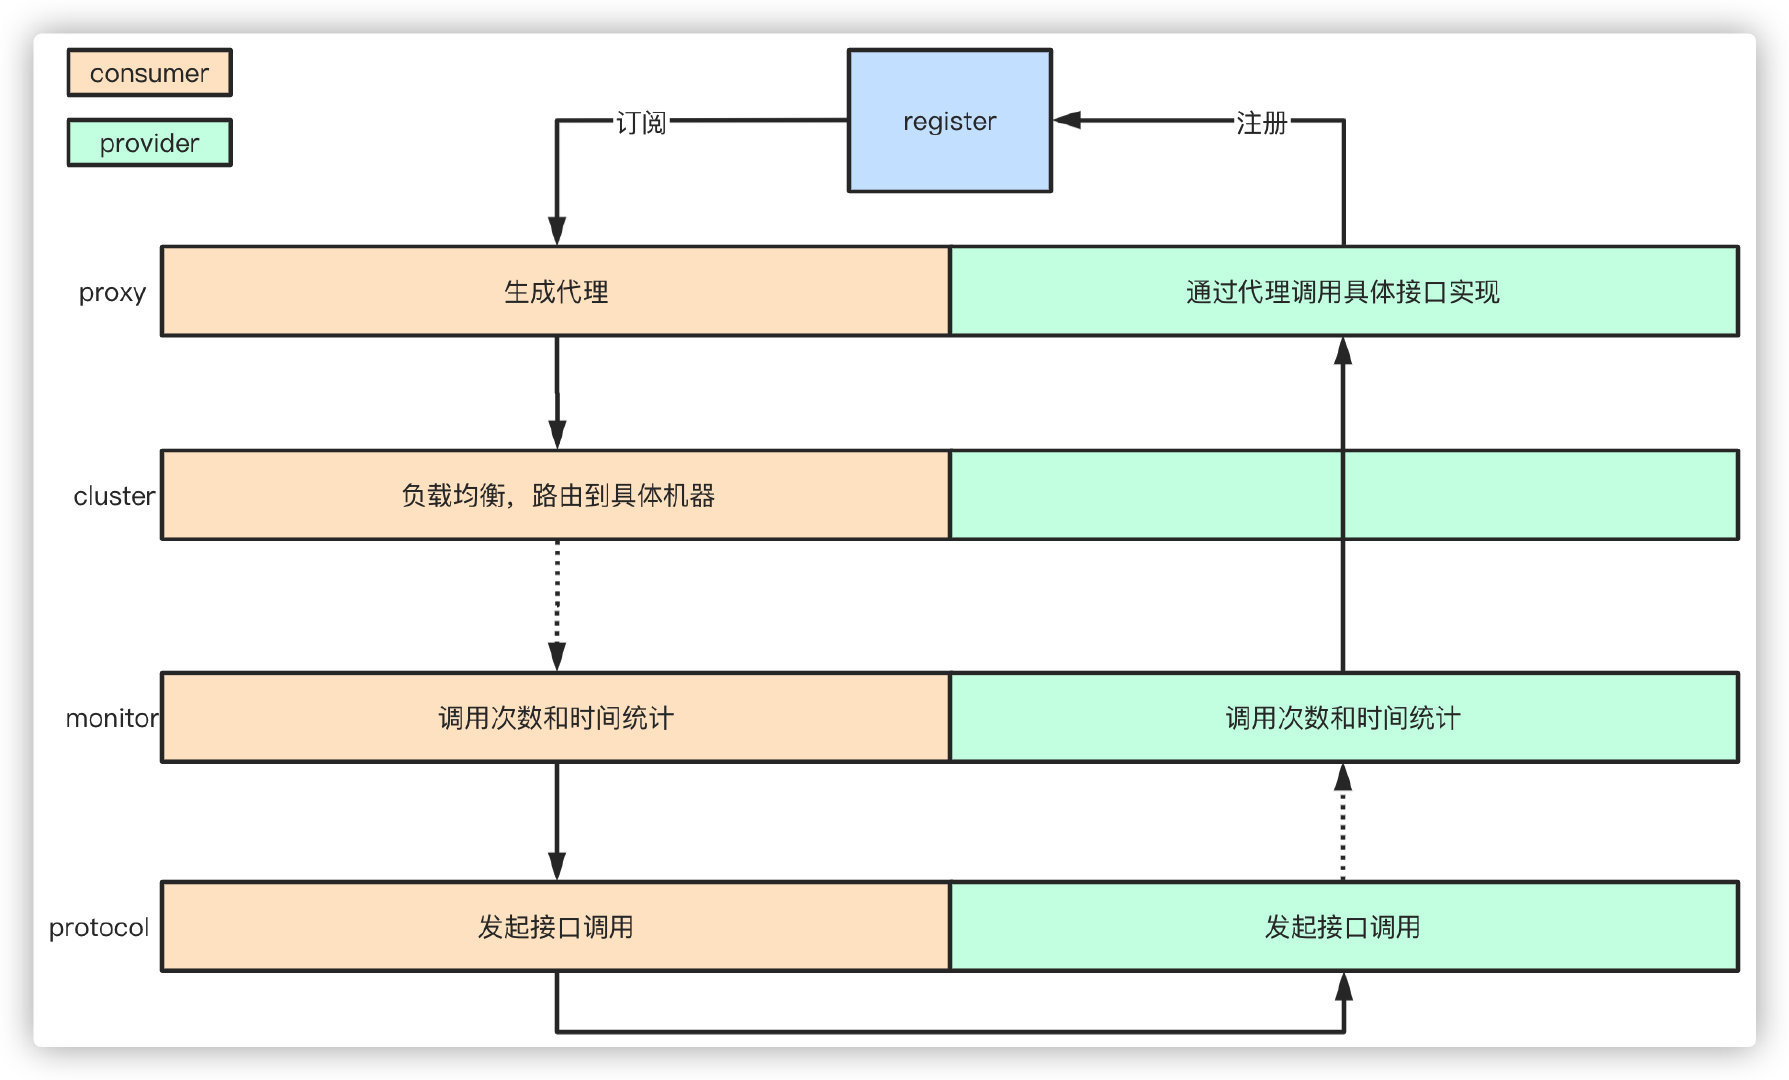 consumer
provider
register
订阅
注册
proxy
生成代理
通过代理调用具体接口实现
cluster
负载均衡，路由到具体机器
monitor
调用次数和时间统计
调用次数和时间统计
protocol
发起接口调用
发起接口调用